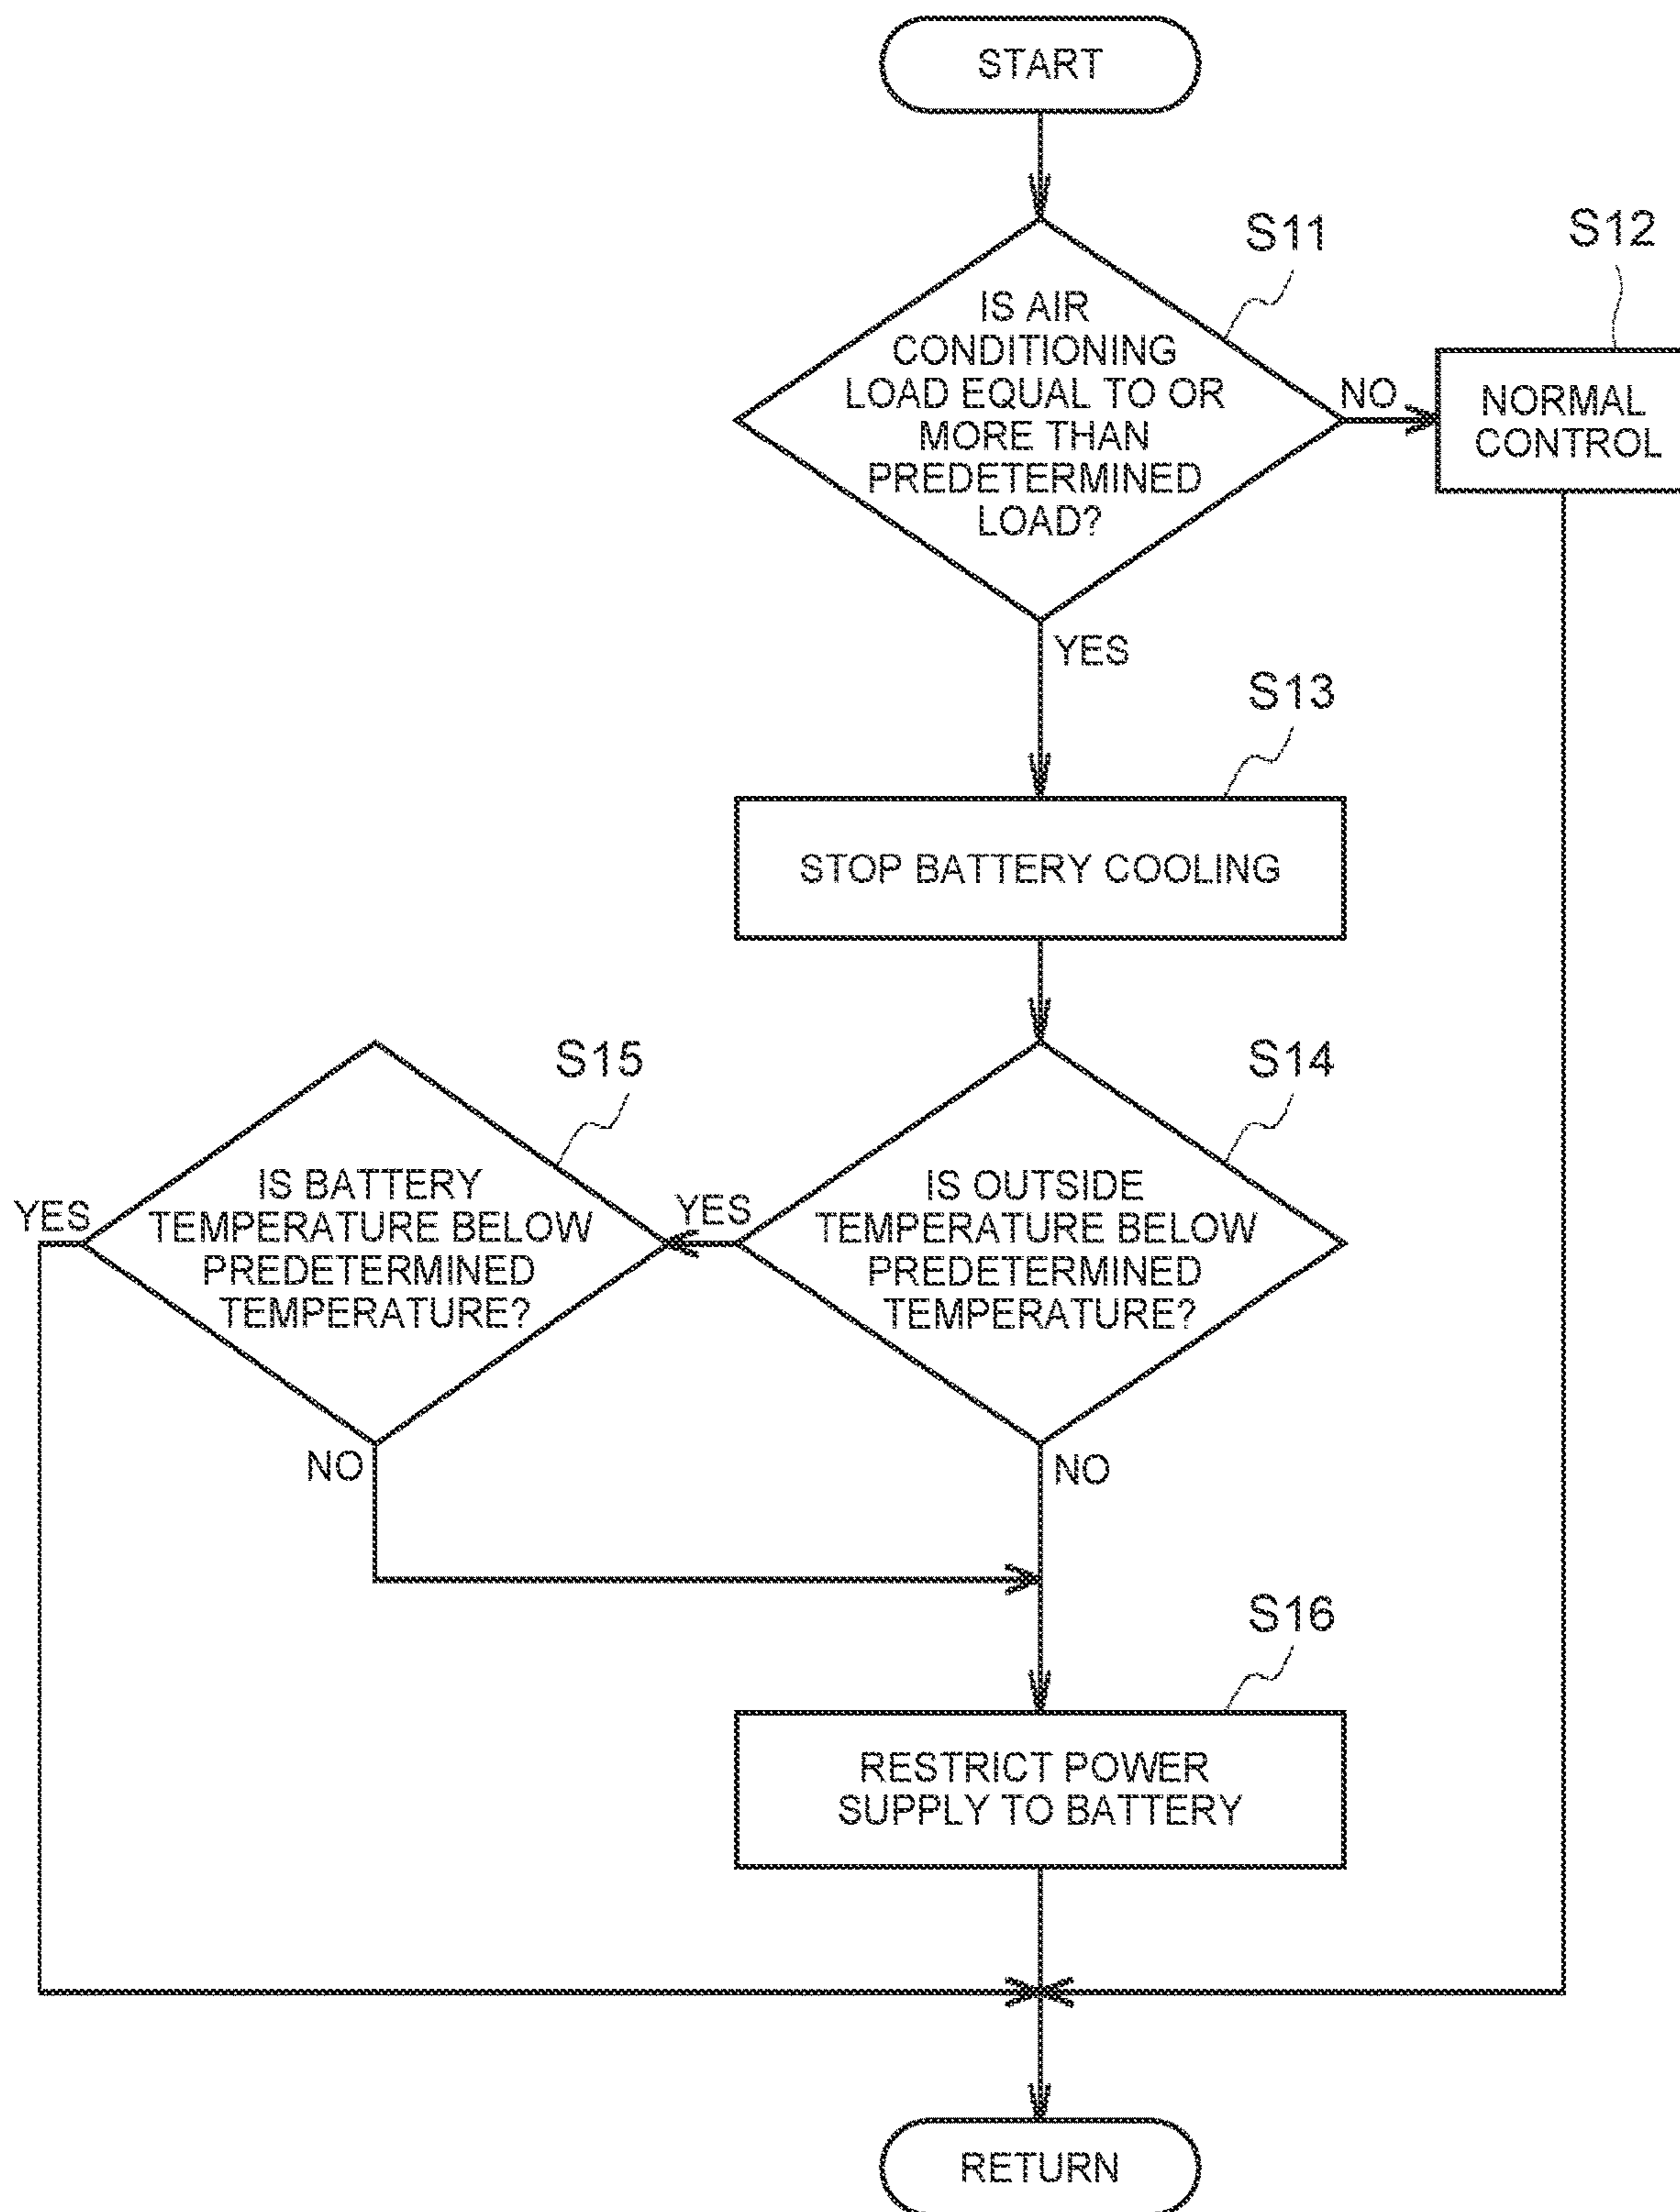 START
S11
S12
IS AIR
CONDITIONING
LOAD EQUAL TO OR
MORE THAN
PREDETERMINED
LOAD?
NO
NORMAL
CONTROL
YES
S13
STOP BATTERY COOLING
S15
S14
YES
IS BATTERY
TEMPERATURE BELOW
PREDETERMINED
TEMPERATURE?
YES
IS OUTSIDE
TEMPERATURE BELOW
PREDETERMINED
TEMPERATURE?
NO
NO
S16
RESTRICT POWER
SUPPLY TO BATTERY
RETURN